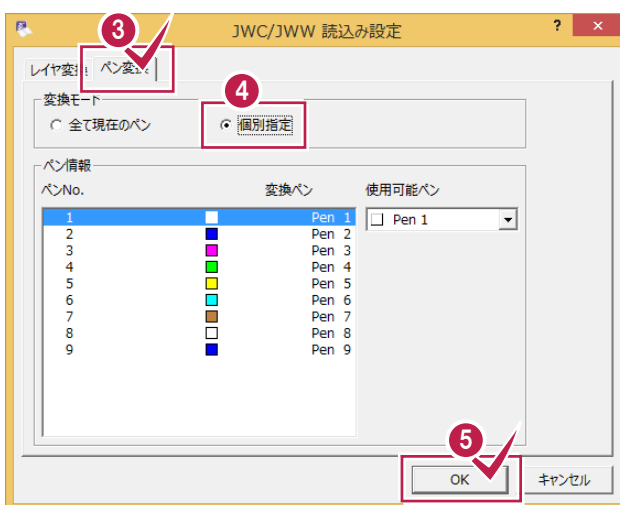 3
JWC/JWW 読込み設定 ? ×
レイヤ変換 ペン変換
4
変換モード
全て現在のペン 個別指定
ペン情報
ペンNo. 変換ペン 使用可能ペン
1 Pen 1 Pen 1
2 Pen 2
3 Pen 3
4 Pen 4
5 Pen 5
6 Pen 6
7 Pen 7
8 Pen 8
9 Pen 9
5
OK キャンセル